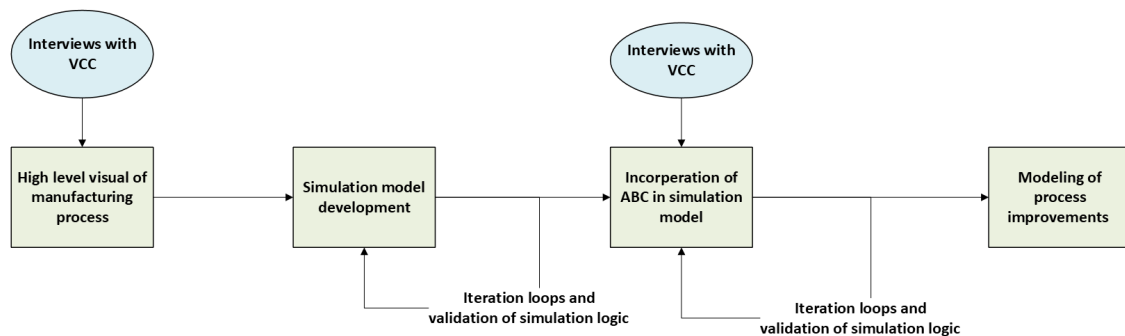 Interviews with
VCC
Interviews with
VCC
High level visual of
manufacturing
process
Simulation model
development
Incorperation of
ABC in simulation
model
Modeling of
process
improvements
Iteration loops and
validation of simulation logic
Iteration loops and
validation of simulation logic